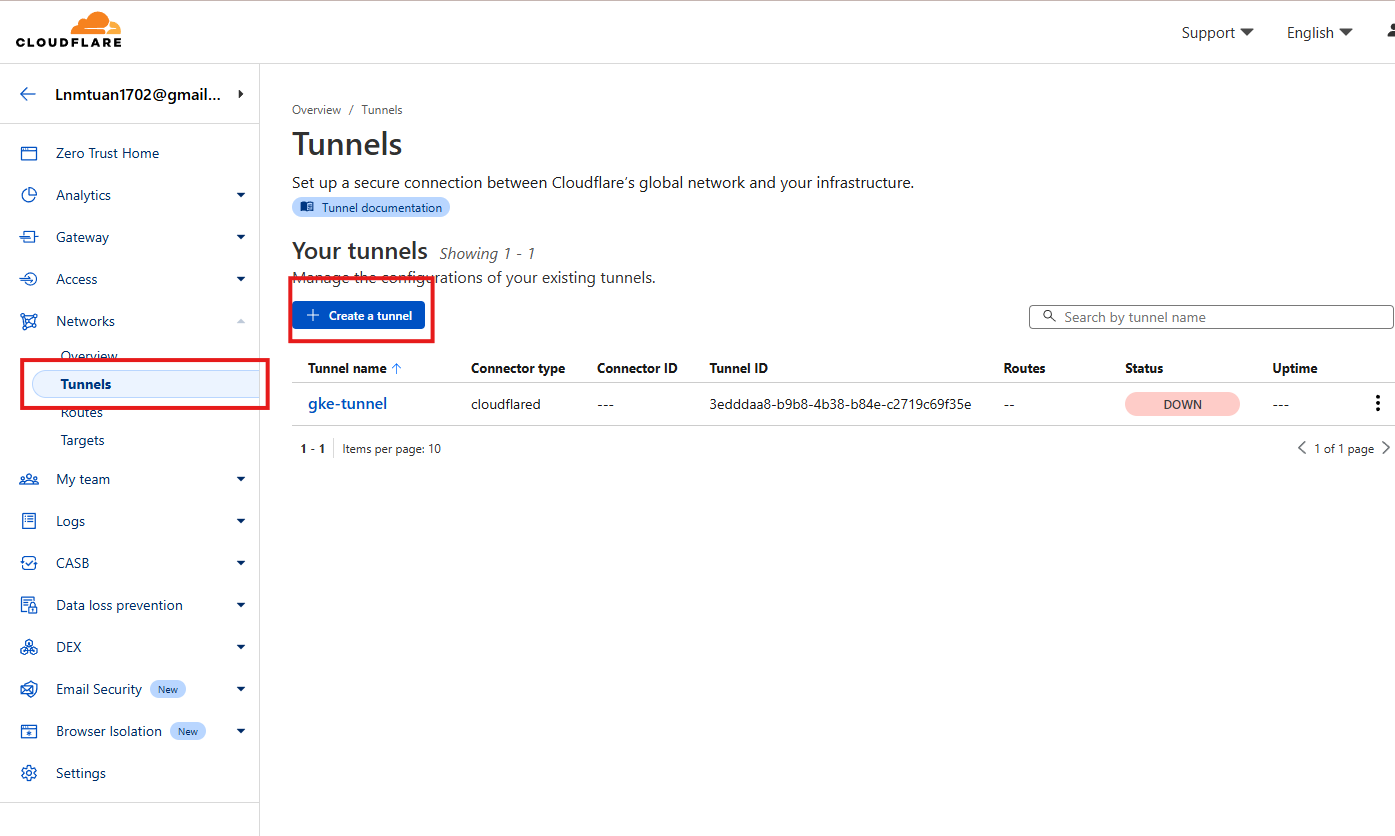 CLOUDFLARE
Support
English
Lnmtuan1702@gmail...
Zero Trust Home
Analytics
Gateway
Access
Networks
Overview
Tunnels
Routes
Targets
My team
Logs
CASB
Data loss prevention
DEX
Email Security New
Browser Isolation New
Settings
Overview / Tunnels
Tunnels
Set up a secure connection between Cloudflare's global network and your infrastructure.
Tunnel documentation
Your tunnels Showing 1 - 1
Manage the configurations of your existing tunnels.
+ Create a tunnel
Search by tunnel name
Tunnel name ↑ Connector type Connector ID Tunnel ID Routes Status Uptime
gke-tunnel cloudflared --- 3edddaa8-b9b8-4b38-b84e-c2719c69f35e -- DOWN ---
1 - 1 Items per page: 10 < 1 of 1 page >